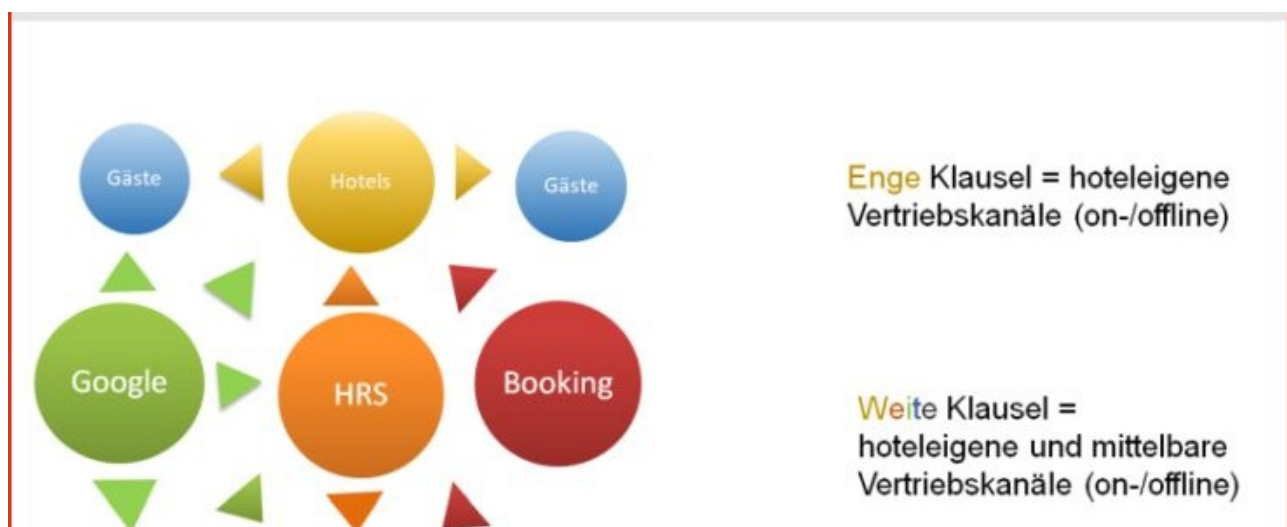 Gäste
Hotels
Gäste
Enge Klausel = hoteleigene
Vertriebskanäle (on-/offline)
Google
HRS
Booking
Weite Klausel =
hoteleigene und mittelbare
Vertriebskanäle (on-/offline)